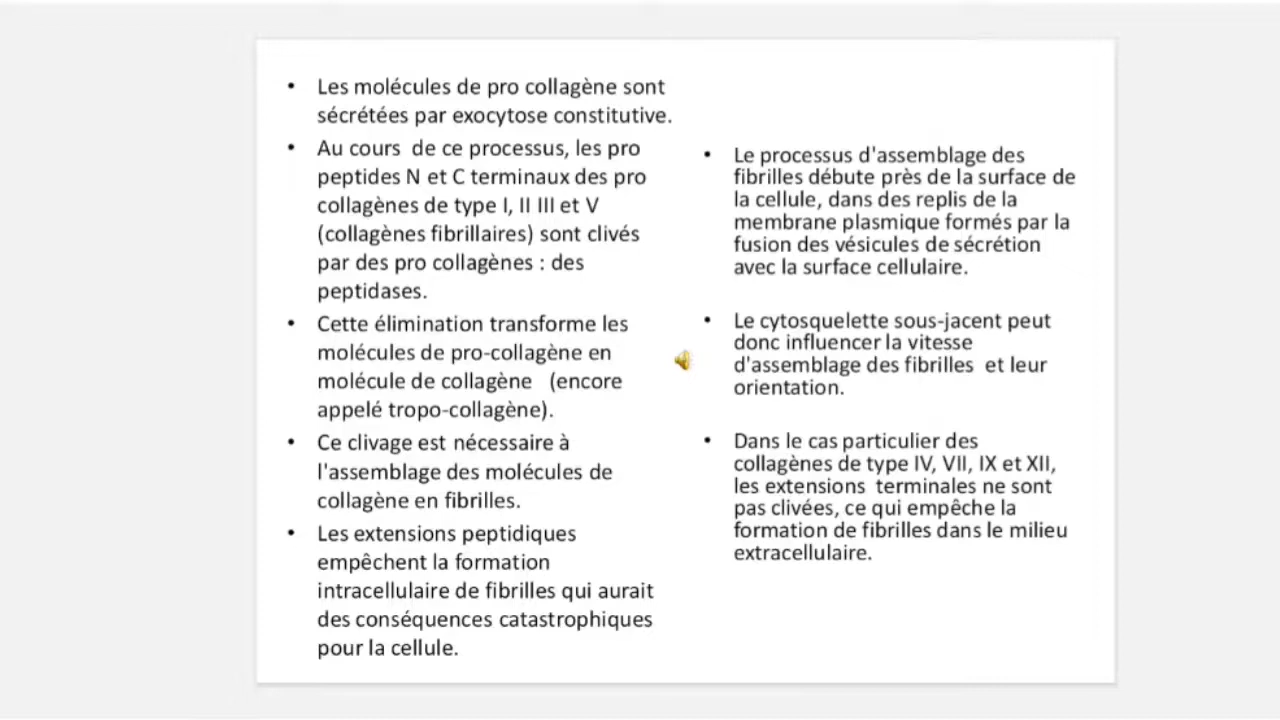 • Les molécules de pro collagène sont
sécrétées par exocytose constitutive.
• Au cours  de ce processus, les pro
peptides N et C terminaux des pro
collagènes de type I, II III et V
(collagènes fibrillaires) sont clivés
par des pro collagènes : des
peptidases.
• Cette élimination transforme les
molécules de pro-collagène en
molécule de collagène   (encore
appelé tropo-collagène).
• Ce clivage est nécessaire à
l'assemblage des molécules de
collagène en fibrilles.
• Les extensions peptidiques
empêchent la formation
intracellulaire de fibrilles qui aurait
des conséquences catastrophiques
pour la cellule.
• Le processus d'assemblage des
fibrilles débute près de la surface de
la cellule, dans des replis de la
membrane plasmique formés par la
fusion des vésicules de sécrétion
avec la surface cellulaire.
• Le cytosquelette sous-jacent peut
donc influencer la vitesse
d'assemblage des fibrilles  et leur
orientation.
• Dans le cas particulier des
collagènes de type IV, VII, IX et XII,
les extensions  terminales ne sont
pas clivées, ce qui empêche la
formation de fibrilles dans le milieu
extracellulaire.